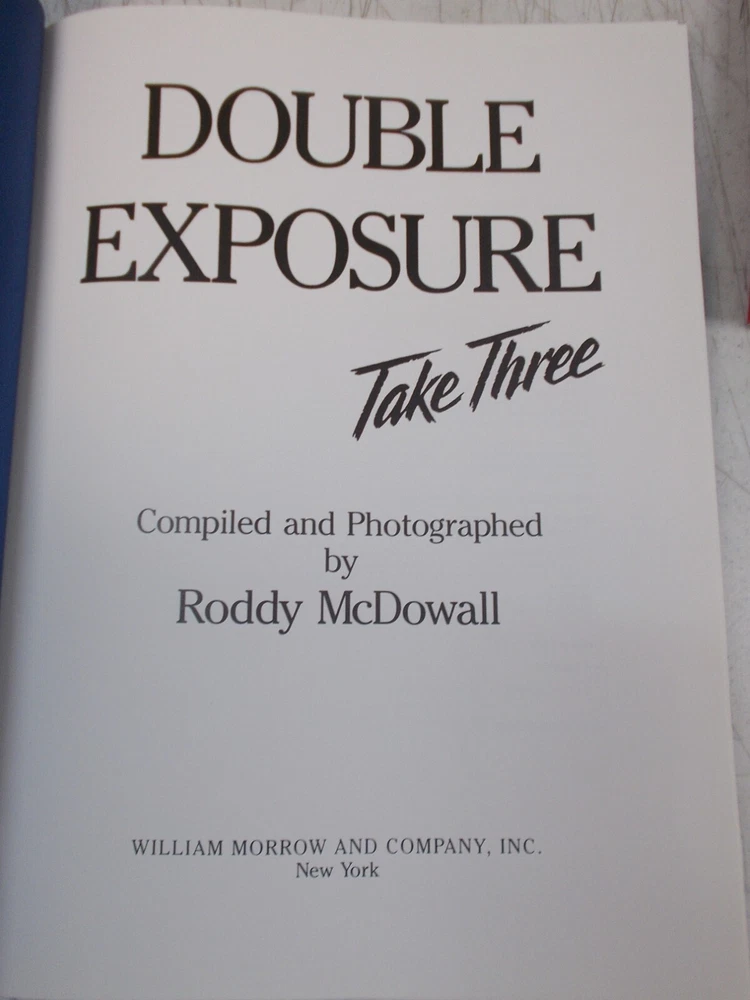 DOUBLE
EXPOSURE
Take Three
Compiled and Photographed
by
Roddy McDowall
WILLIAM MORROW AND COMPANY, INC.
New York